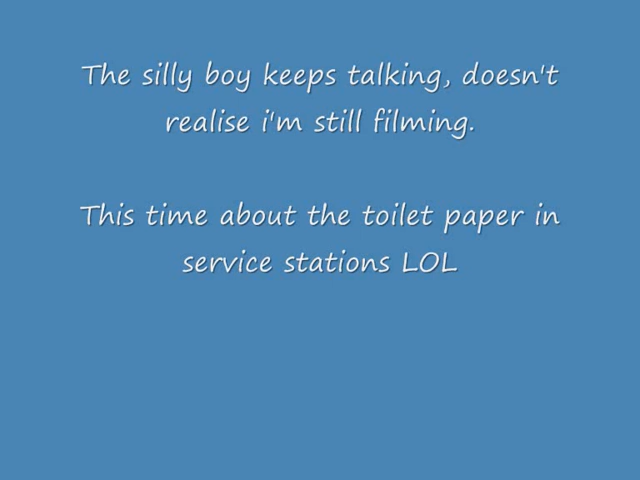 The silly boy keeps talking, doesn't
realise i'm still filming.
This time about the toilet paper in
service stations LOL